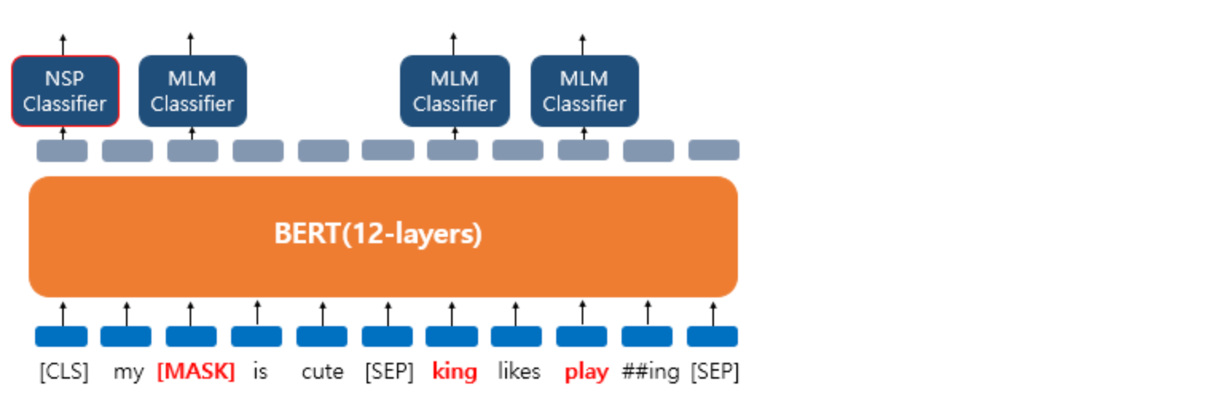 NSP
Classifier
MLM
Classifier
MLM
Classifier
MLM
Classifier
BERT(12-layers)
[CLS] my [MASK] is cute [SEP] king likes play ##ing [SEP]